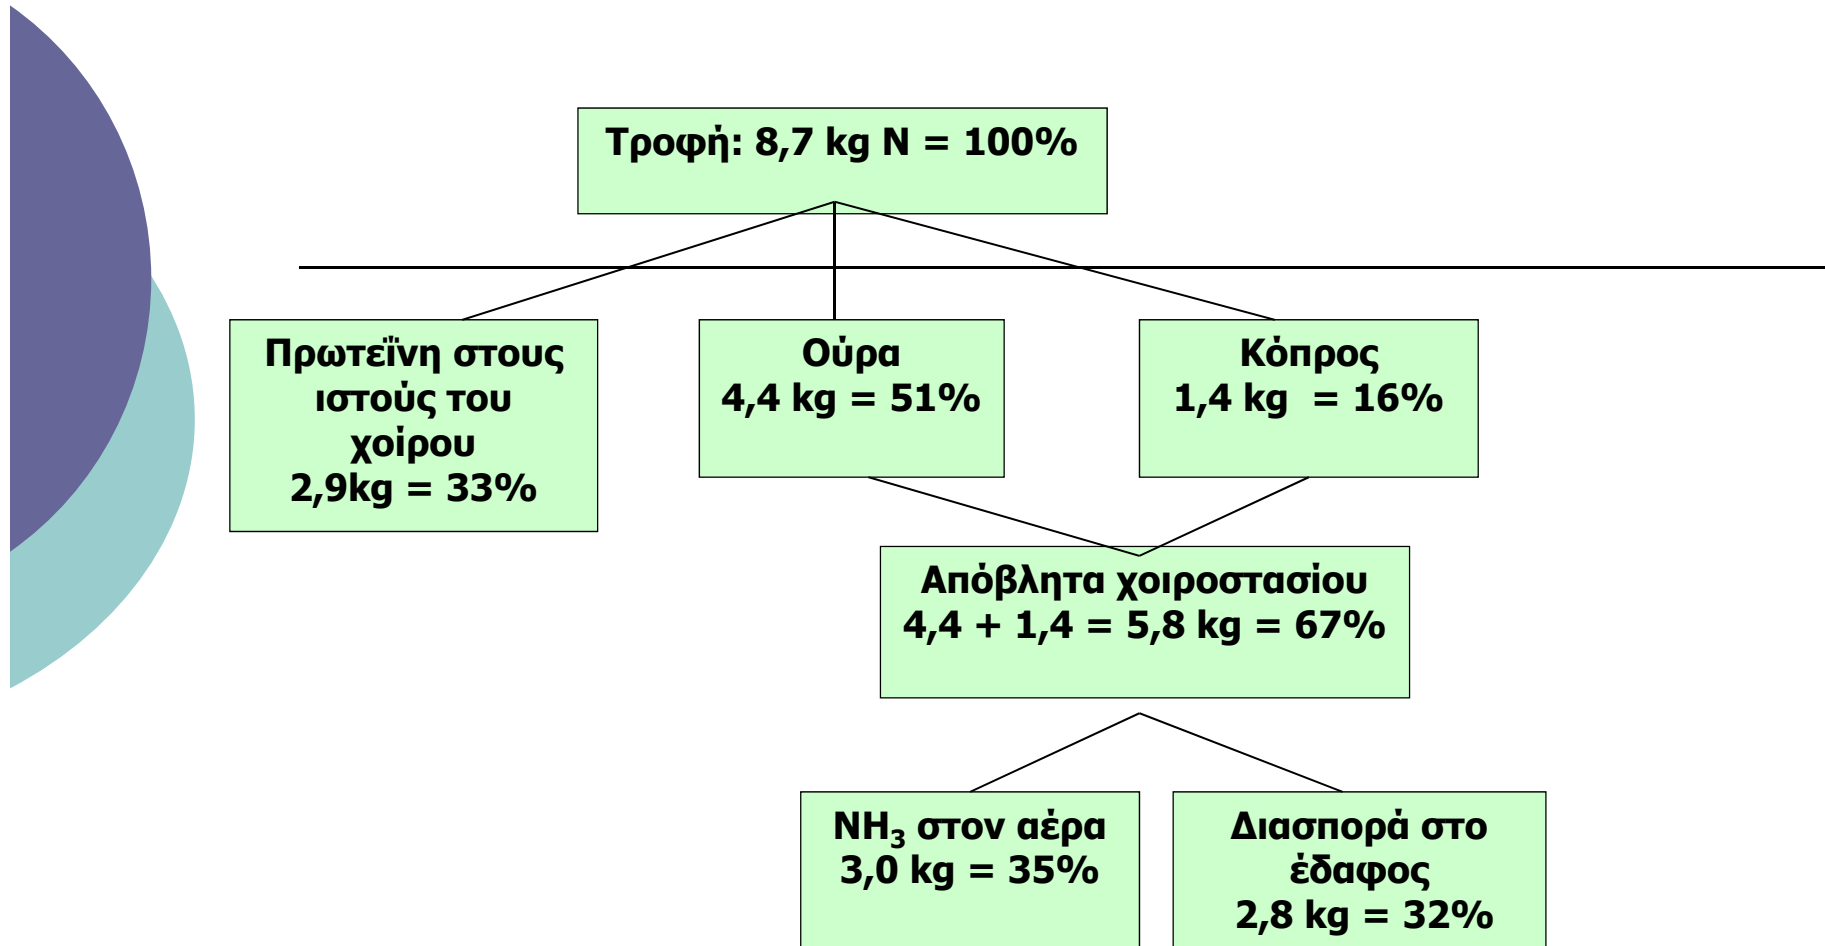 Τροφή: 8,7 kg N = 100%
Πρωτεΐνη στους
ιστούς του
χοίρου
2,9kg = 33%
Ούρα
4,4 kg = 51%
Κόπρος
1,4 kg  = 16%
Απόβλητα χοιροστασίου
4,4 + 1,4 = 5,8 kg = 67%
NH₃ στον αέρα
3,0 kg = 35%
Διασπορά στο
έδαφος
2,8 kg = 32%